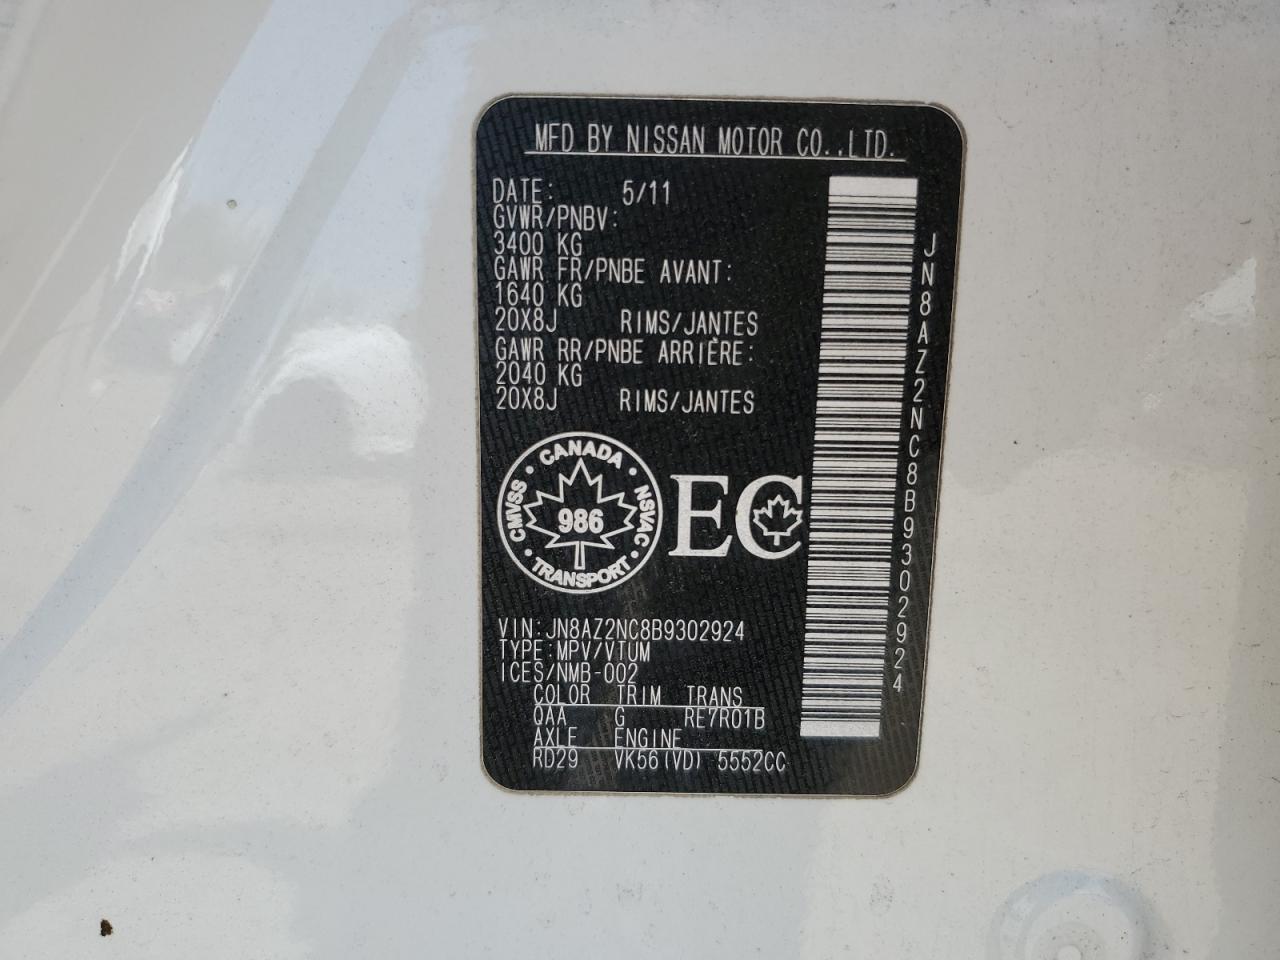 MFD BY NISSAN MOTOR CO.,LTD.
DATE: 5/11
GVWR/PNBV:
3400 KG
GAWR FR/PNBE AVANT:
1640 KG
20X8J RIMS/JANTES
GAWR RR/PNBE ARRIÈRE:
2040 KG
20X8J RIMS/JANTES
CANADA
CMVSS
NSVAC
986
TRANSPORT
EC
VIN:JN8AZ2NC8B9302924
TYPE:MPV/VTUM
ICES/NMB-002
COLOR TRIM TRANS
QAA G RE7R01B
AXLE ENGINE
RD29 VK56(VD) 5552CC
JN8AZ2NC8B9302924